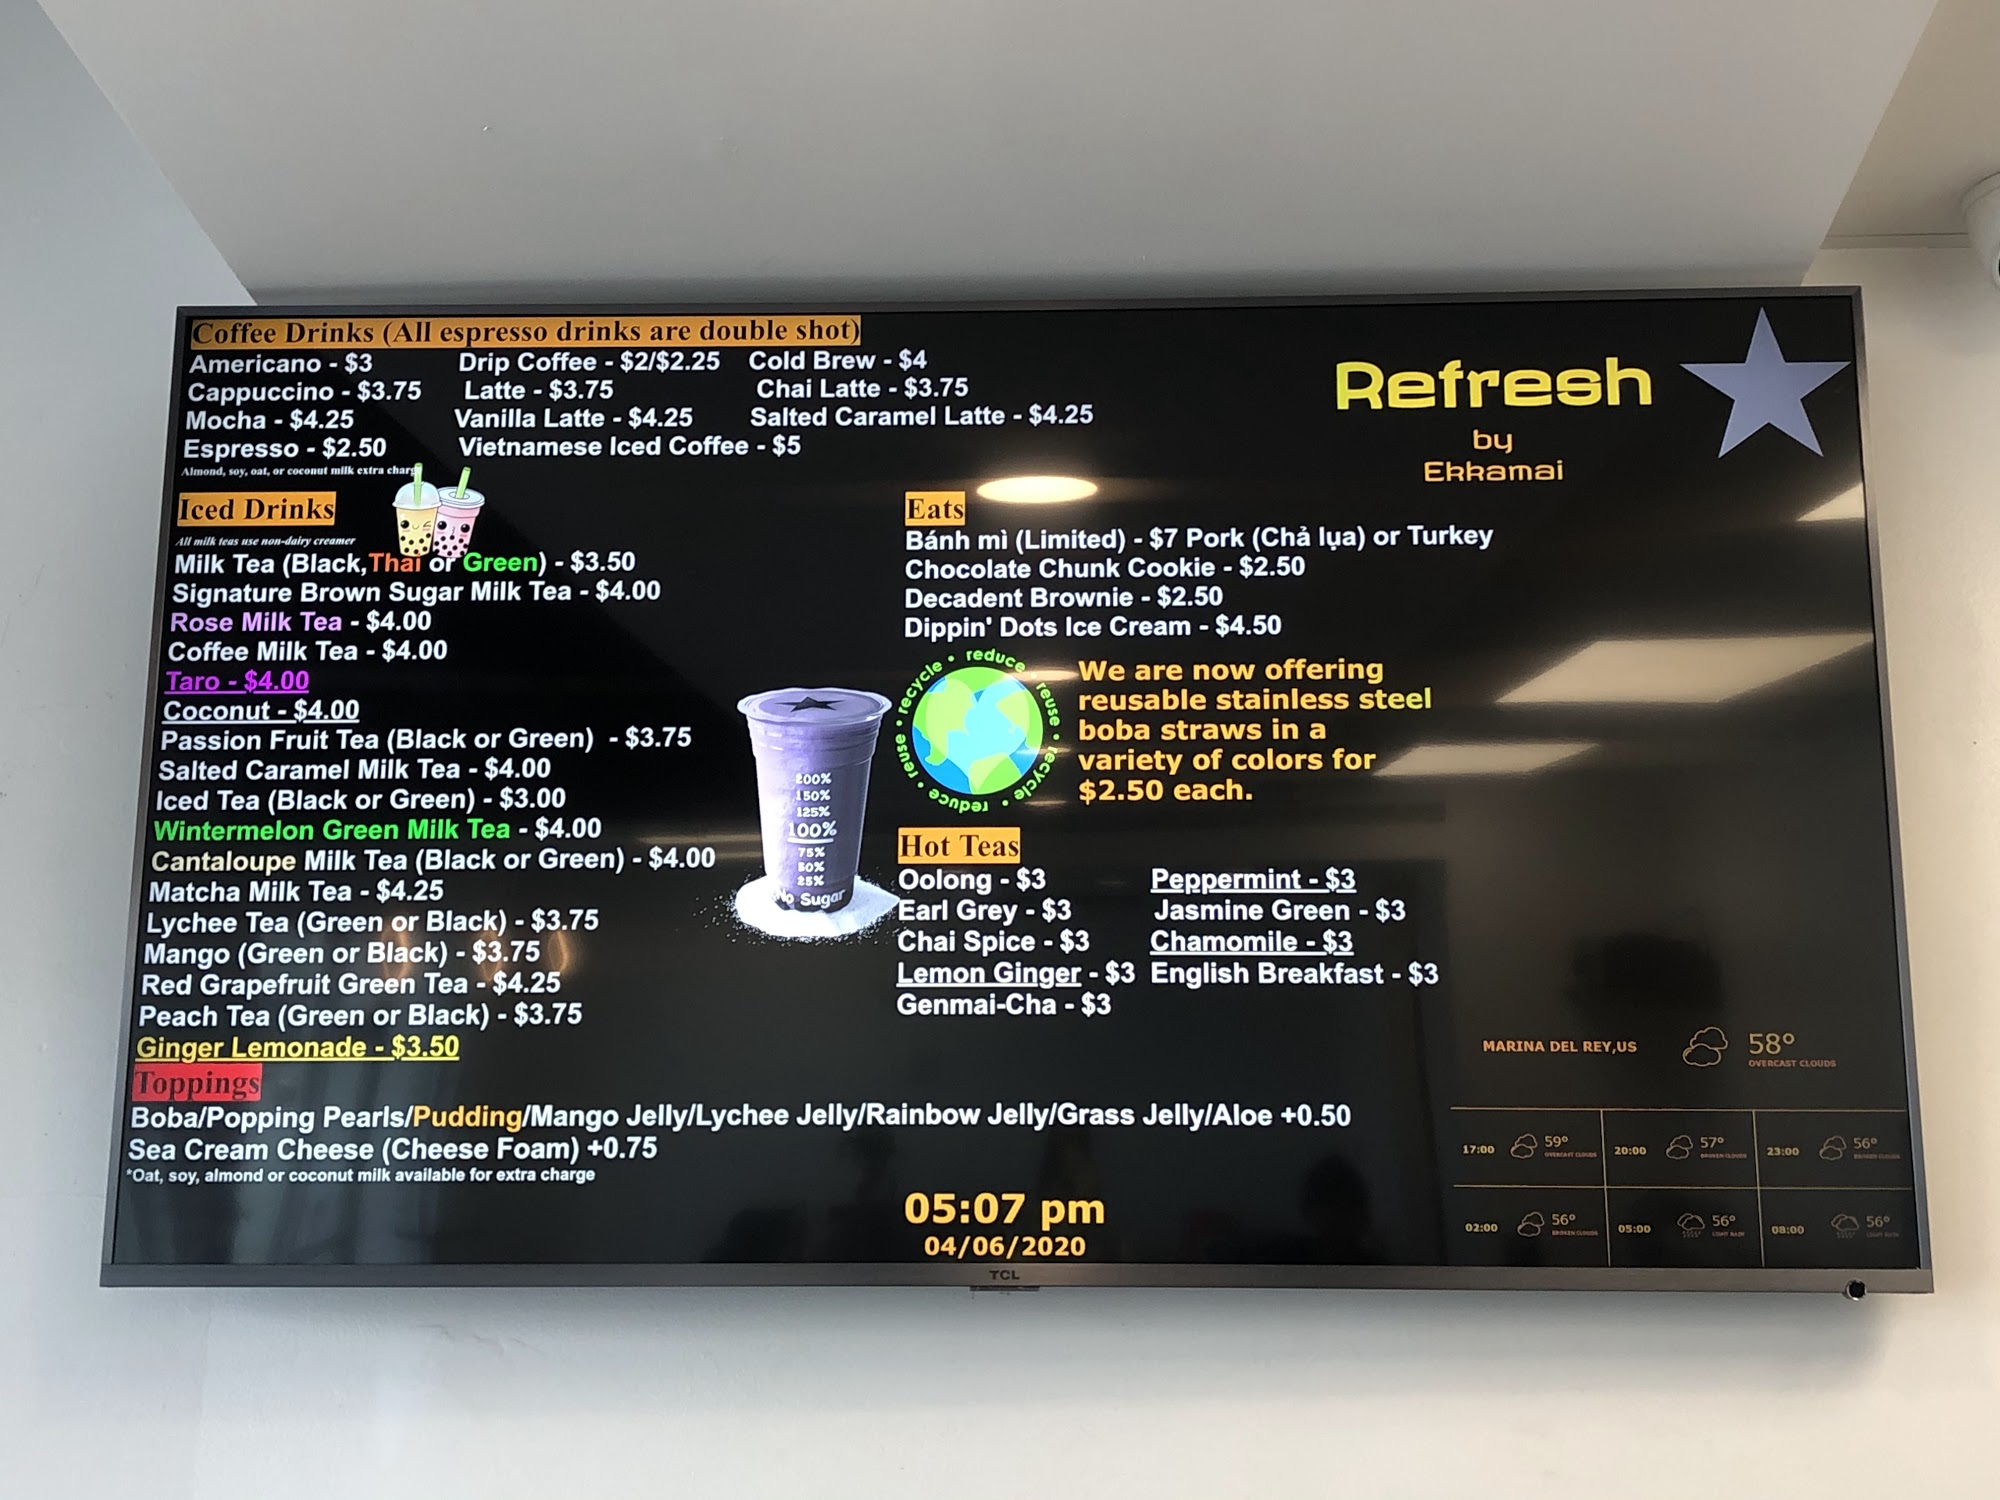 Coffee Drinks (All espresso drinks are double shot)
Americano - $3 Drip Coffee - $2/$2.25 Cold Brew - $4
Cappuccino - $3.75 Latte - $3.75 Chai Latte - $3.75
Mocha - $4.25 Vanilla Latte - $4.25 Salted Caramel Latte - $4.25
Espresso - $2.50 Vietnamese Iced Coffee - $5
Almond, soy, oat, or coconut milk extra
Refresh
by
Ekkamai
Iced Drinks
All milk teas use non-dairy creamer
Milk Tea (Black,Thai or Green) - $3.50
Signature Brown Sugar Milk Tea - $4.00
Rose Milk Tea - $4.00
Coffee Milk Tea - $4.00
Taro - $4.00
Coconut - $4.00
Passion Fruit Tea (Black or Green) - $3.75
Salted Caramel Milk Tea - $4.00
Iced Tea (Black or Green) - $3.00
Wintermelon Green Milk Tea - $4.00
Cantaloupe Milk Tea (Black or Green) - $4.00
Matcha Milk Tea - $4.25
Lychee Tea (Green or Black) - $3.75
Mango (Green or Black) - $3.75
Red Grapefruit Green Tea - $4.25
Peach Tea (Green or Black) - $3.75
Ginger Lemonade - $3.50
200%
150%
125%
100%
75%
50%
25%
No Sugar
Eats
Bánh mì (Limited) - $7 Pork (Chả lụa) or Turkey
Chocolate Chunk Cookie - $2.50
Decadent Brownie - $2.50
Dippin' Dots Ice Cream - $4.50
reduce • reuse • recycle • reduce • reuse • recycle •
We are now offering
reusable stainless steel
boba straws in a
variety of colors for
$2.50 each.
Hot Teas
Oolong - $3 Peppermint - $3
Earl Grey - $3 Jasmine Green - $3
Chai Spice - $3 Chamomile - $3
Lemon Ginger - $3 English Breakfast - $3
Genmai-Cha - $3
Toppings
Boba/Popping Pearls/Pudding/Mango Jelly/Lychee Jelly/Rainbow Jelly/Grass Jelly/Aloe +0.50
Sea Cream Cheese (Cheese Foam) +0.75
*Oat, soy, almond or coconut milk available for extra charge
05:07 pm
04/06/2020
MARINA DEL REY,US 58°
OVERCAST CLOUDS
17:00 59° OVERCAST CLOUDS 20:00 57° BROKEN CLOUDS 23:00 56° BROKEN CLOUDS
02:00 56° BROKEN CLOUDS 05:00 56° LIGHT RAIN 08:00 56° LIGHT RAIN
TCL